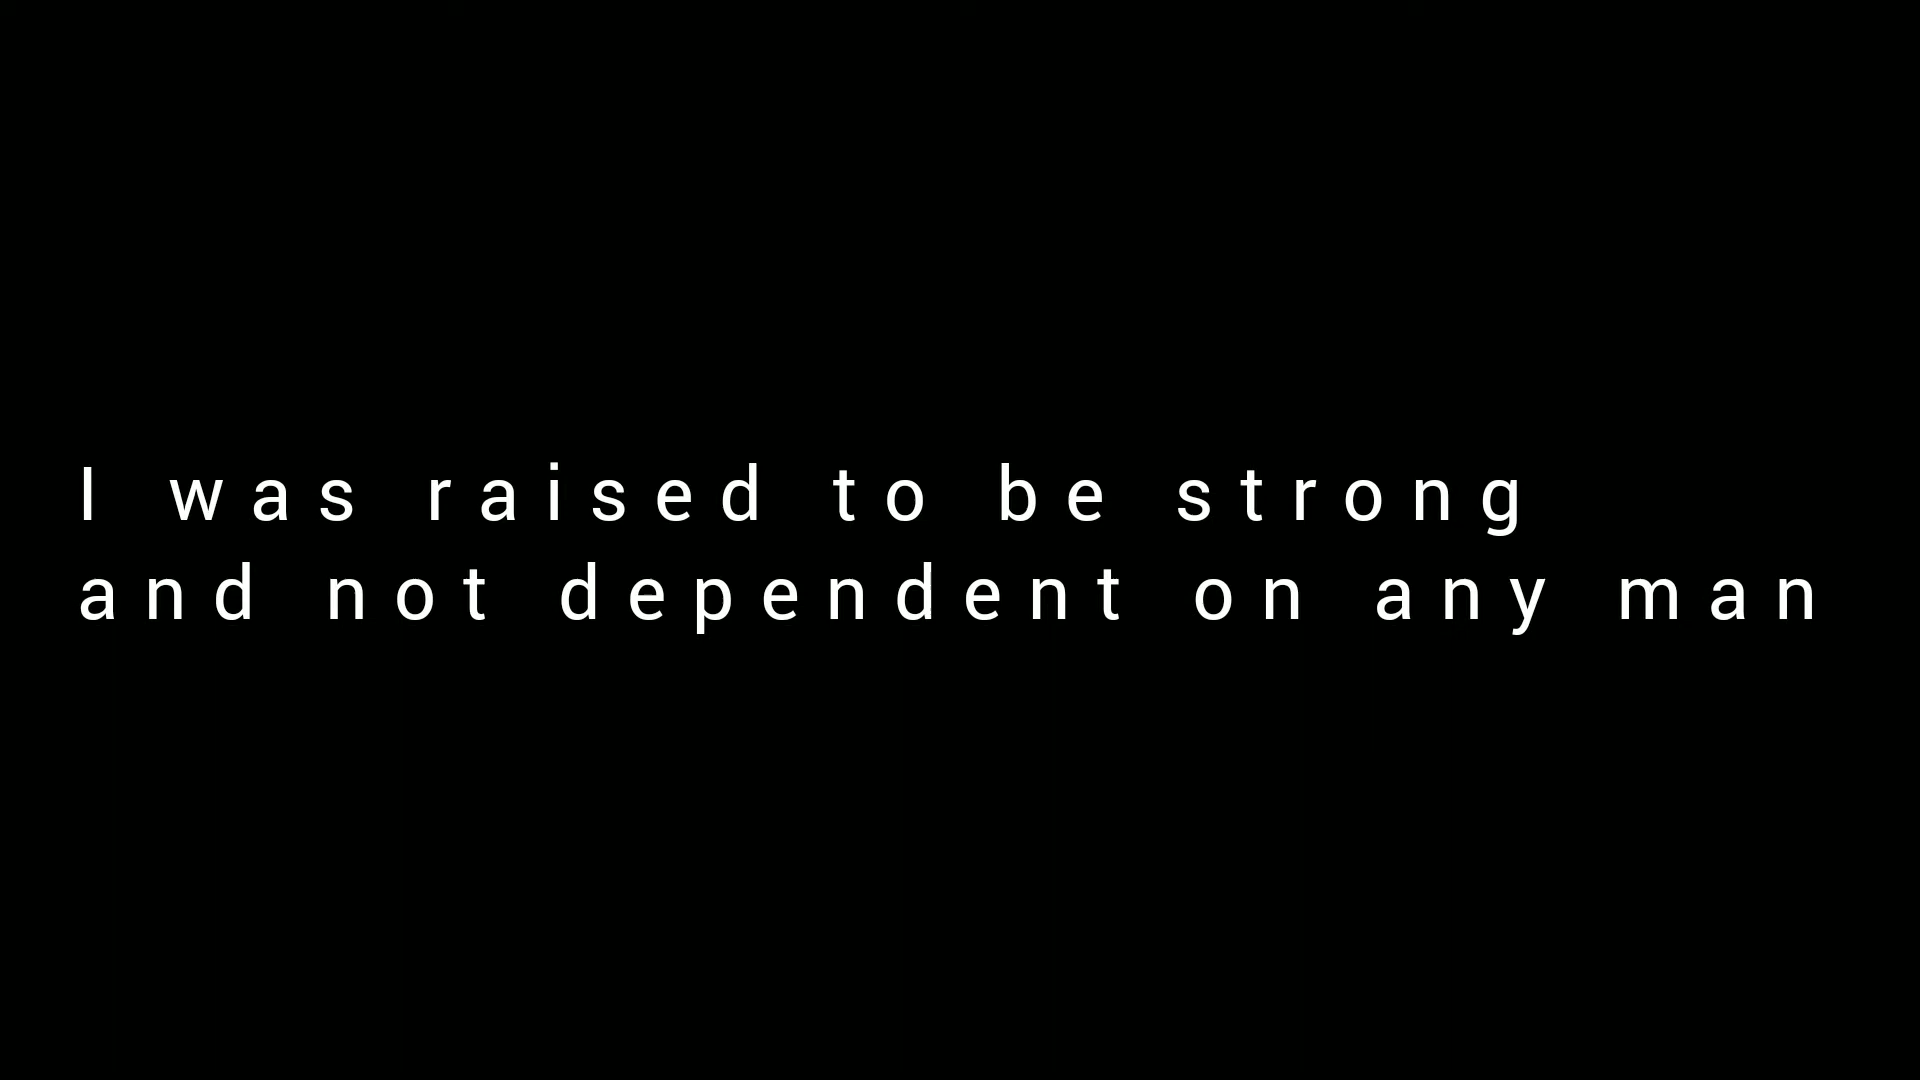 I was raised to be strong
and not dependent on any man